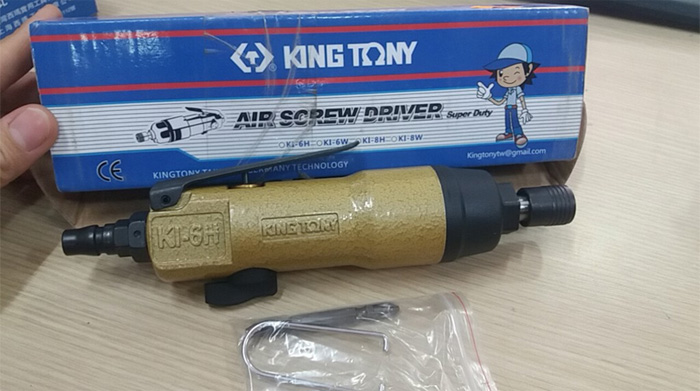 KING TONY
AIR SCREW DRIVER Super Duty
KI-6H KI-6W KI-8H KI-8W
Kingtonytw@gmail.com
GERMANY TECHNOLOGY
CE
KI-6H
KING TONY